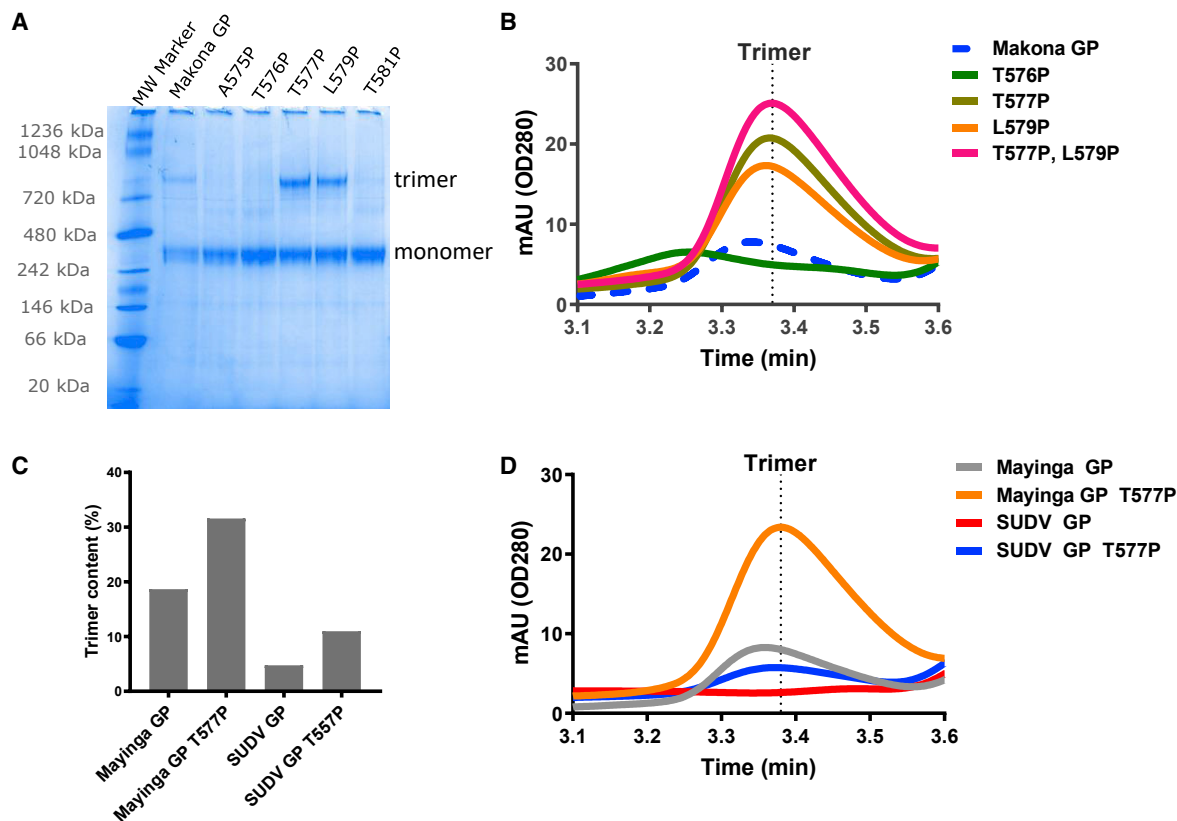 A
MW Marker
Makona GP
A575P
T576P
T577P
L579P
T581P
1236 kDa
1048 kDa
720 kDa
480 kDa
242 kDa
146 kDa
66 kDa
20 kDa
trimer
monomer
B
Trimer
mAU (OD280)
30
20
10
0
3.1 3.2 3.3 3.4 3.5 3.6
Time (min)
Makona GP
T576P
T577P
L579P
T577P, L579P
C
Trimer content (%)
40
30
20
10
0
Mayinga GP
Mayinga GP T577P
SUDV GP
SUDV GP T557P
D
Trimer
mAU (OD280)
30
20
10
0
3.1 3.2 3.3 3.4 3.5 3.6
Time (min)
Mayinga GP
Mayinga GP T577P
SUDV GP
SUDV GP T577P